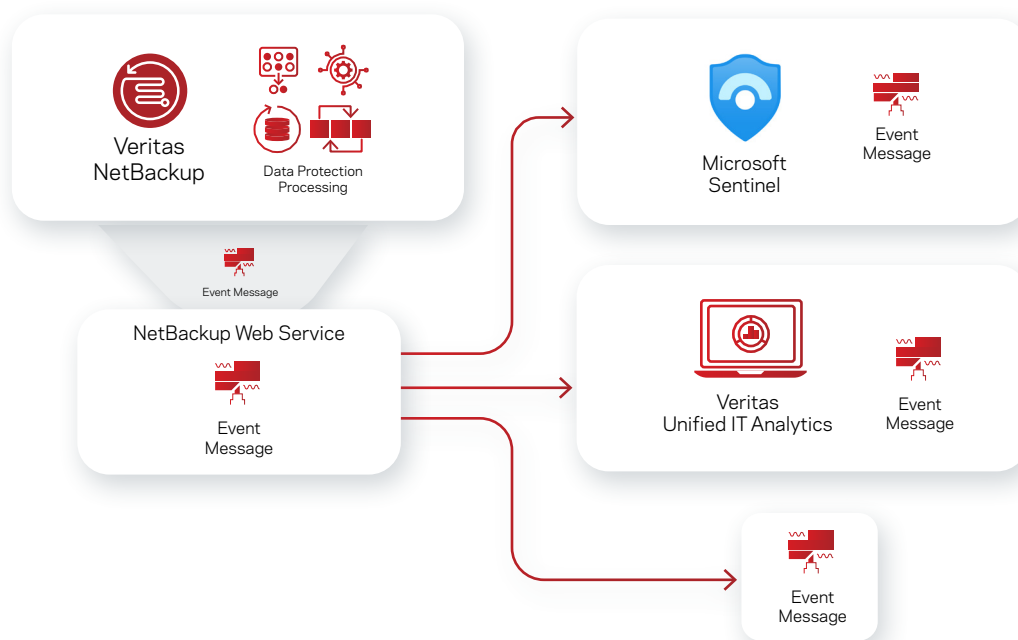 Veritas
NetBackup
Data Protection
Processing
Event Message
NetBackup Web Service
Event
Message
Microsoft
Sentinel
Event
Message
Veritas
Unified IT Analytics
Event
Message
Event
Message